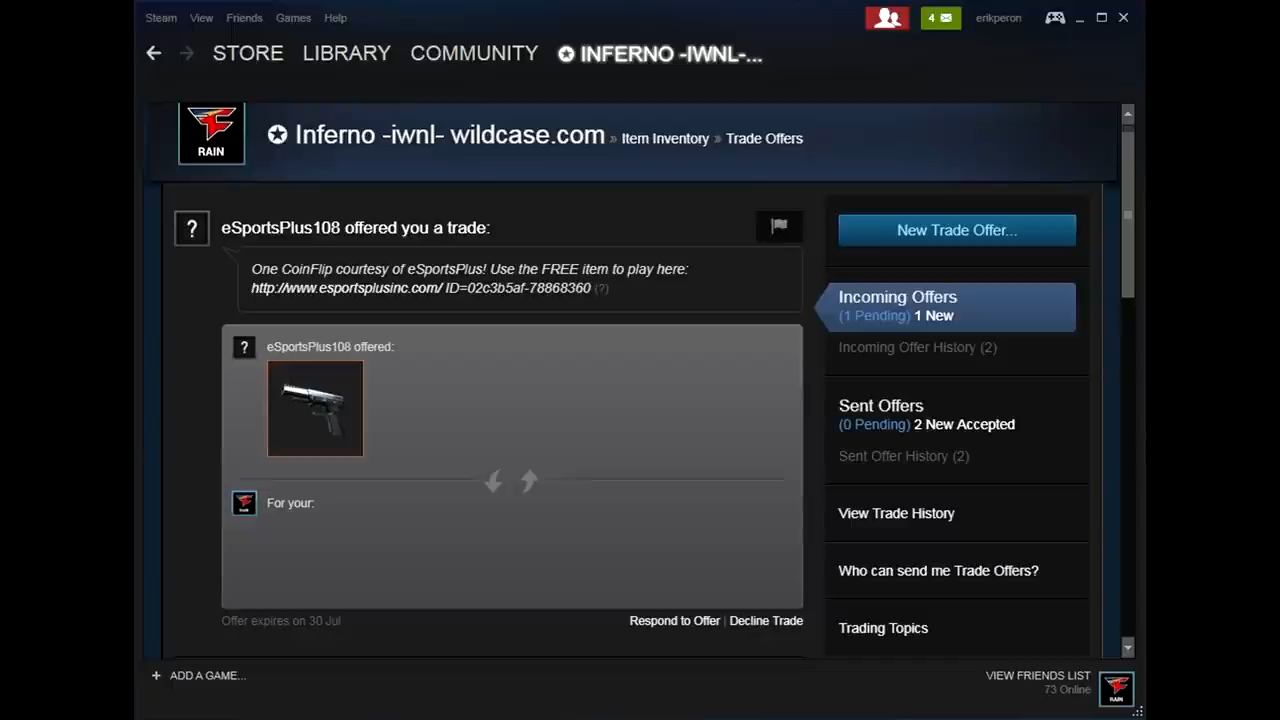 Steam View Friends Games Help
4
erikperon
STORE LIBRARY COMMUNITY INFERNO -IWNL-...
RAIN
Inferno -iwnl- wildcase.com » Item Inventory » Trade Offers
? eSportsPlus108 offered you a trade:
One CoinFlip courtesy of eSportsPlus! Use the FREE item to play here:
http://www.esportsplusinc.com/ ID=02c3b5af-78868360 (?)
? eSportsPlus108 offered:
For your:
Offer expires on 30 Jul
Respond to Offer | Decline Trade
New Trade Offer...
Incoming Offers
(1 Pending) 1 New
Incoming Offer History (2)
Sent Offers
(0 Pending) 2 New Accepted
Sent Offer History (2)
View Trade History
Who can send me Trade Offers?
Trading Topics
+ ADD A GAME...
VIEW FRIENDS LIST
73 Online
RAIN